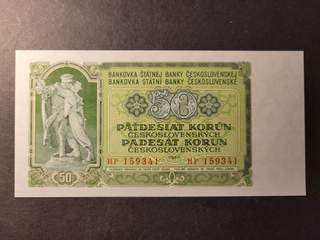 BANKOVKA ŠTÁTNEJ BANKY ČESKOSLOVENSKEJ
BANKOVKA STÁTNÍ BANKY ČESKOSLOVENSKÉ
50
PÄŤDESIAT KORÚN
ČESKOSLOVENSKÝCH
PADESÁT KORUN
ČESKOSLOVENSKÝCH
1953
HP 159341 HP 159341
50